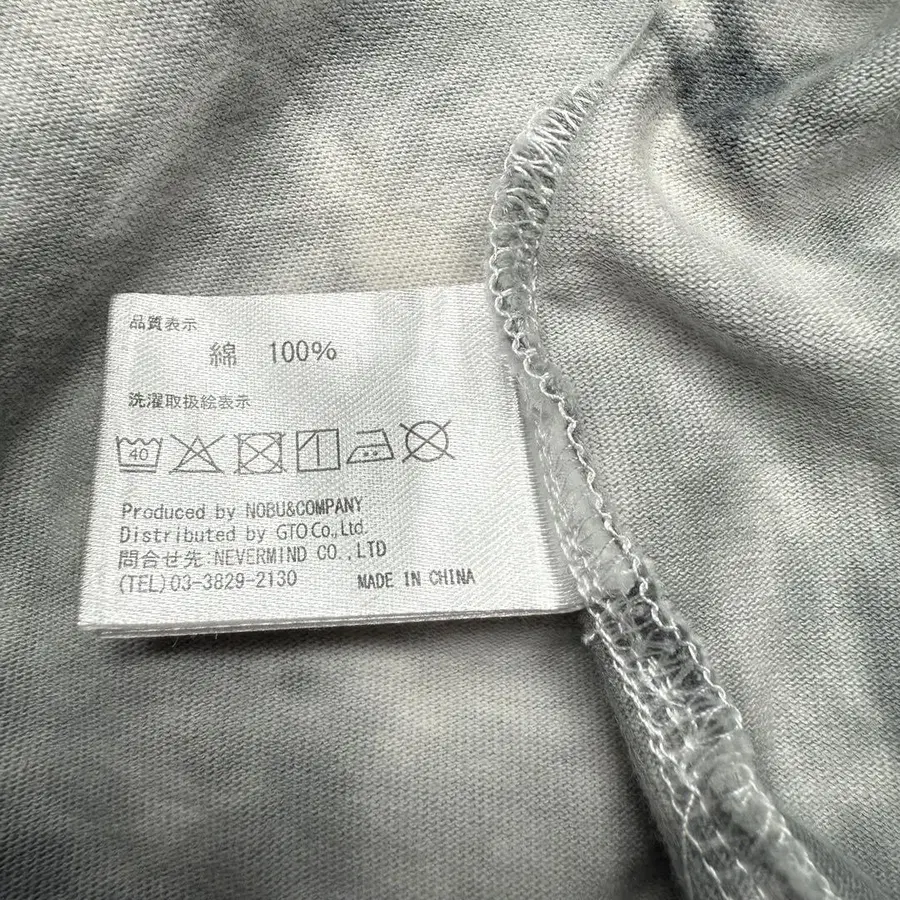 品質表示
綿 100%
洗濯取扱絵表示
40
Produced by NOBU&COMPANY
Distributed by GTO Co.,Ltd.
問合せ先:NEVERMIND CO.,LTD
(TEL)03-3829-2130 MADE IN CHINA